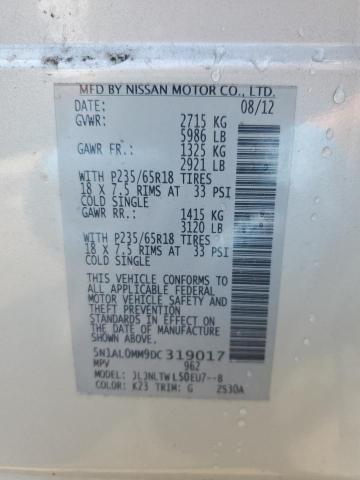 MFD BY NISSAN MOTOR CO., LTD.
DATE: 08/12
GVWR: 2715 KG
5986 LB
GAWR FR.: 1325 KG
2921 LB
WITH P235/65R18 TIRES
18 X 7.5 RIMS AT 33 PSI
COLD SINGLE
GAWR RR.: 1415 KG
3120 LB
WITH P235/65R18 TIRES
18 X 7.5 RIMS AT 33 PSI
COLD SINGLE
THIS VEHICLE CONFORMS TO
ALL APPLICABLE FEDERAL
MOTOR VEHICLE SAFETY AND
THEFT PREVENTION
STANDARDS IN EFFECT ON THE
DATE OF MANUFACTURE
SHOWN ABOVE.
5N1AL0MM9DC319017
MPV 962
MODEL: JL3NLTWL50EU7--B
COLOR: K23 TRIM: G ZS30A